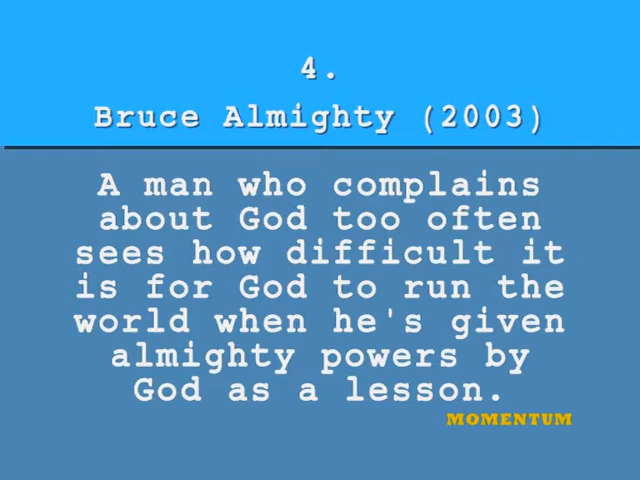 4.
Bruce Almighty (2003)
A man who complains
about God too often
sees how difficult it
is for God to run the
world when he's given
almighty powers by
God as a lesson.
MOMENTUM